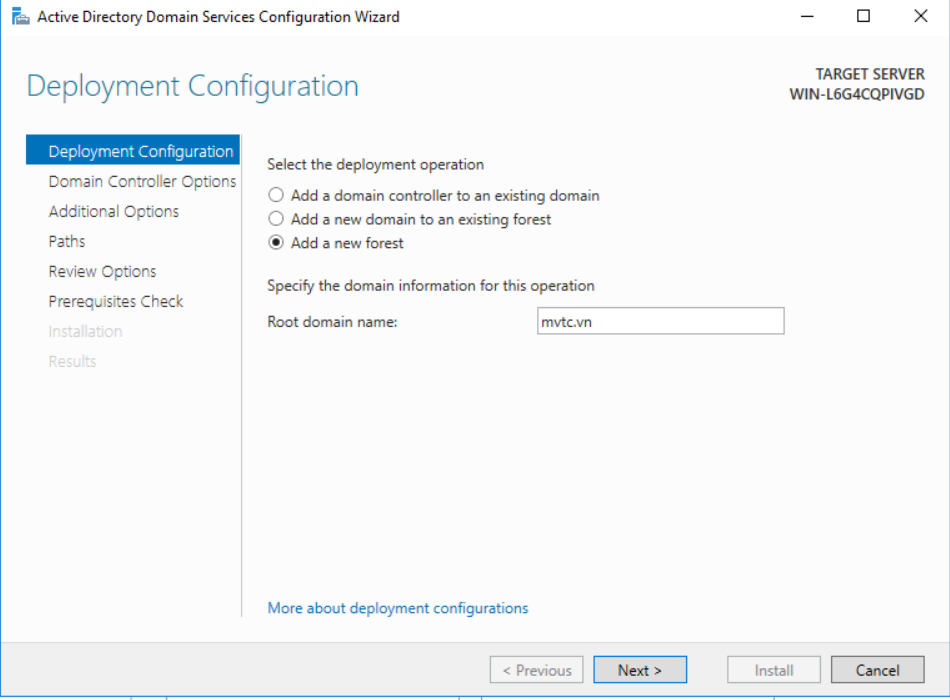 Active Directory Domain Services Configuration Wizard
Deployment Configuration
TARGET SERVER
WIN-L6G4CQPIVGD
Deployment Configuration
Domain Controller Options
Additional Options
Paths
Review Options
Prerequisites Check
Installation
Results
Select the deployment operation
Add a domain controller to an existing domain
Add a new domain to an existing forest
Add a new forest
Specify the domain information for this operation
Root domain name:
mvtc.vn
More about deployment configurations
< Previous
Next >
Install
Cancel